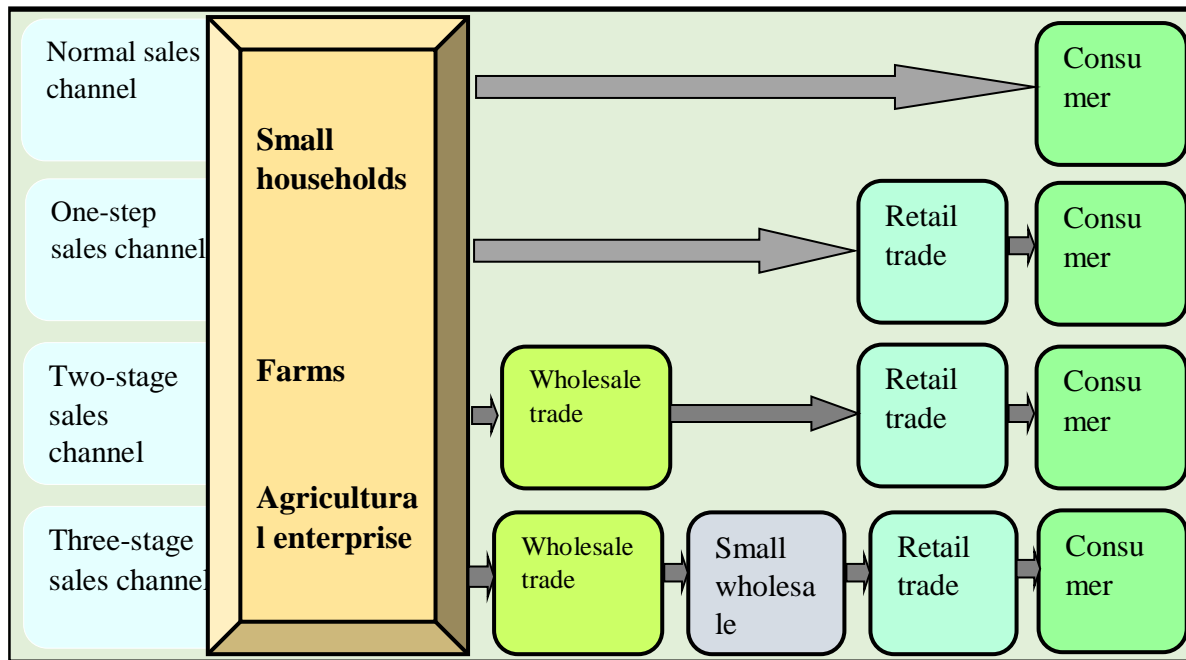 Normal sales
channel
Small
households
Consu
mer
One-step
sales channel
Retail
trade
Consu
mer
Two-stage
sales
channel
Farms
Wholesale
trade
Retail
trade
Consu
mer
Three-stage
sales channel
Agricultura
l enterprise
Wholesale
trade
Small
wholesa
le
Retail
trade
Consu
mer